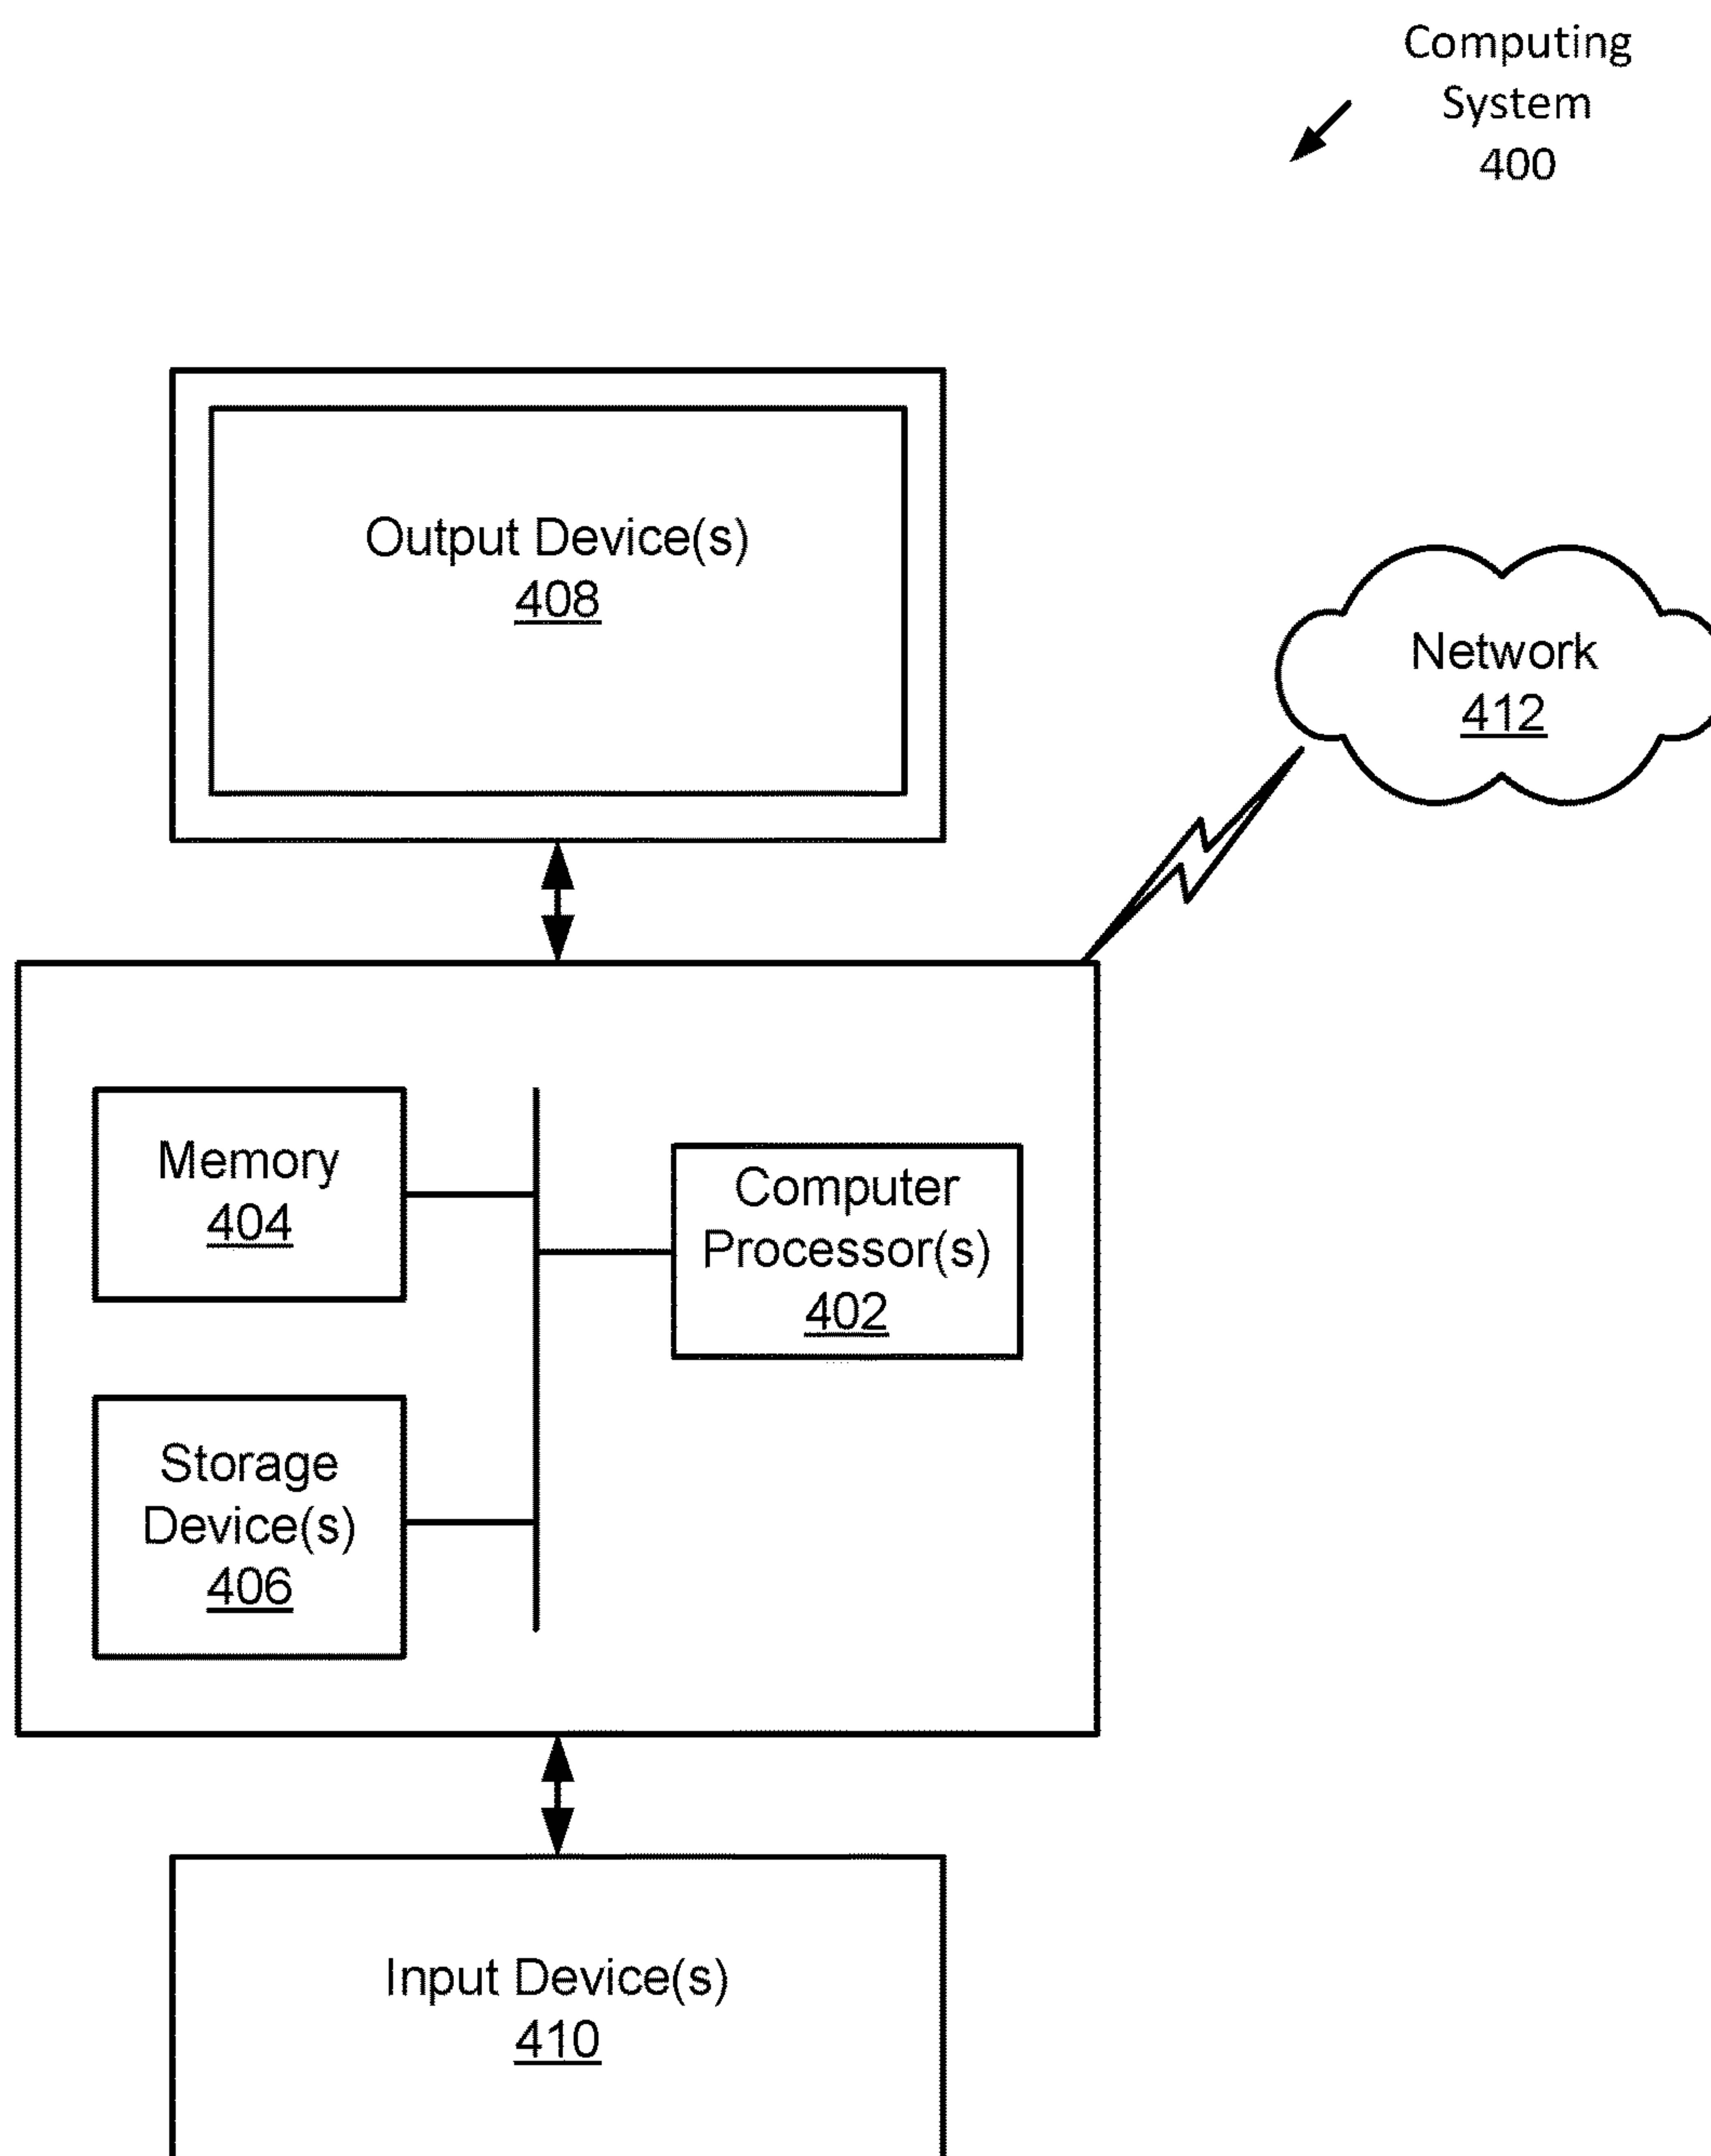 Computing
System
400
Output Device(s)
408
Network
412
Memory
404
Computer
Processor(s)
402
Storage
Device(s)
406
Input Device(s)
410